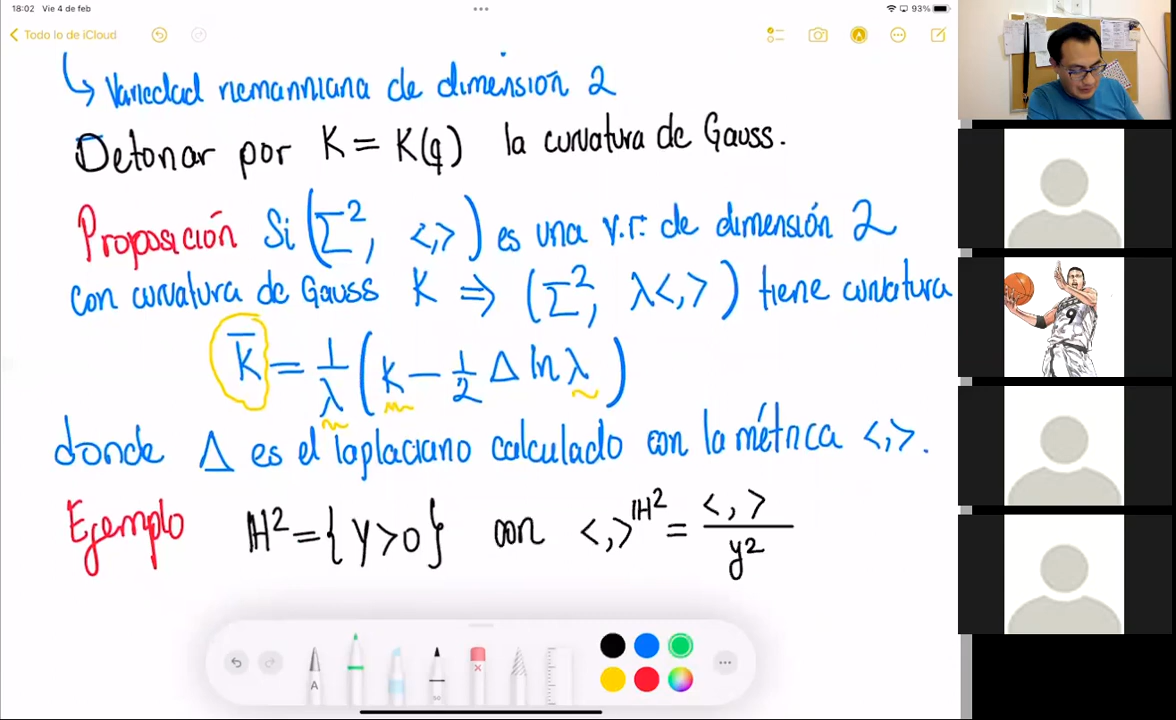 18:02 Vie 4 de feb
93%
Todo lo de iCloud
↳ Variedad riemanniana de dimensión 2
Detonar por K = K(q) la curvatura de Gauss.
Proposición Si (Σ², <,>) es una v.r. de dimensión 2
con curvatura de Gauss K ⇒ (Σ², λ<,>) tiene curvatura
K̄ = 1/λ (K − 1/2 Δ ln λ)
donde Δ es el laplaciano calculado con la métrica <,>.
Ejemplo ℍ² = {y>0} con <,>^ℍ² = <,>/y²
A
50
9